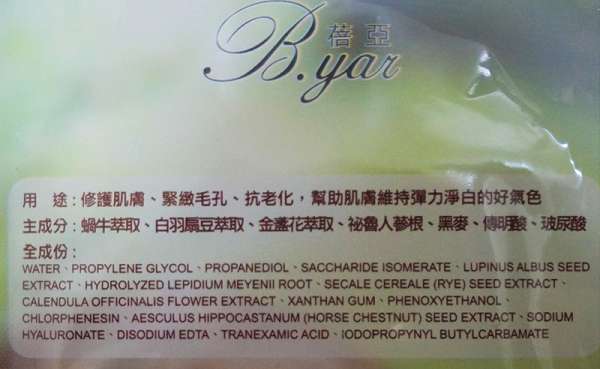 蓓亞
B.yar
用　途:修護肌膚、緊緻毛孔、抗老化，幫助肌膚維持彈力淨白的好氣色
主成分:蝸牛萃取、白羽扇豆萃取、金盞花萃取、祕魯人蔘根、黑麥、傳明酸、玻尿酸
全成份:
WATER、PROPYLENE GLYCOL、PROPANEDIOL、SACCHARIDE ISOMERATE、LUPINUS ALBUS SEED
EXTRACT、HYDROLYZED LEPIDIUM MEYENII ROOT、SECALE CEREALE (RYE) SEED EXTRACT、
CALENDULA OFFICINALIS FLOWER EXTRACT、XANTHAN GUM、PHENOXYETHANOL、
CHLORPHENESIN、AESCULUS HIPPOCASTANUM (HORSE CHESTNUT) SEED EXTRACT、SODIUM
HYALURONATE、DISODIUM EDTA、TRANEXAMIC ACID、IODOPROPYNYL BUTYLCARBAMATE